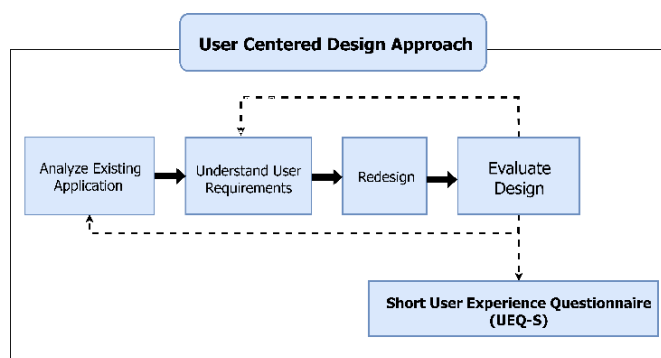 User Centered Design Approach
Analyze Existing
Application
Understand User
Requirements
Redesign
Evaluate
Design
Short User Experience Questionnaire
(UEQ-S)